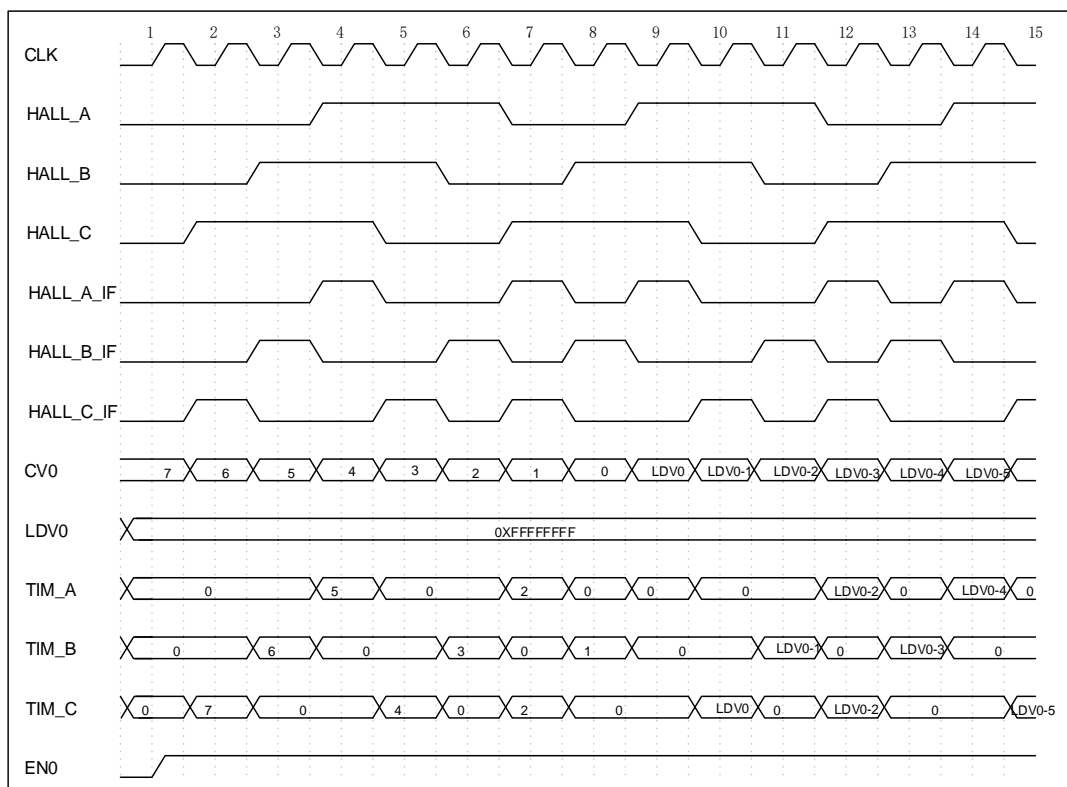 1 2 3 4 5 6 7 8 9 10 11 12 13 14 15
CLK
HALL_A
HALL_B
HALL_C
HALL_A_IF
HALL_B_IF
HALL_C_IF
CV0 7 6 5 4 3 2 1 0 LDV0 LDV0-1 LDV0-2 LDV0-3 LDV0-4 LDV0-5
LDV0 0XFFFFFFFF
TIM_A 0 5 0 2 0 0 0 LDV0-2 0 LDV0-4 0
TIM_B 0 6 0 3 0 1 0 LDV0-1 0 LDV0-3 0
TIM_C 0 7 0 4 0 2 0 LDV0 0 LDV0-2 0 LDV0-5
EN0